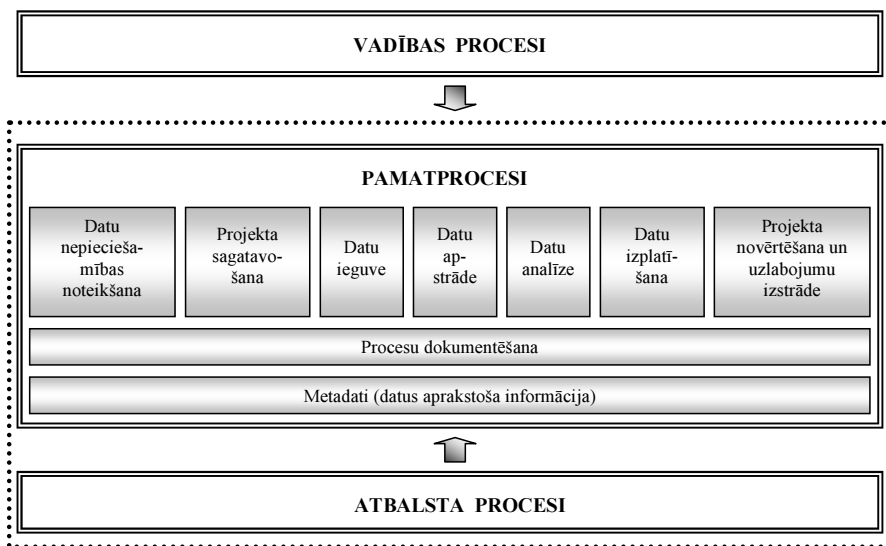 VADĪBAS PROCESI
PAMATPROCESI
Datu
nepiecieša-
mības
noteikšana
Projekta
sagatavo-
šana
Datu
ieguve
Datu
ap-
strāde
Datu
analīze
Datu
izplatī-
šana
Projekta
novērtēšana un
uzlabojumu
izstrāde
Procesu dokumentēšana
Metadati (datus aprakstoša informācija)
ATBALSTA PROCESI